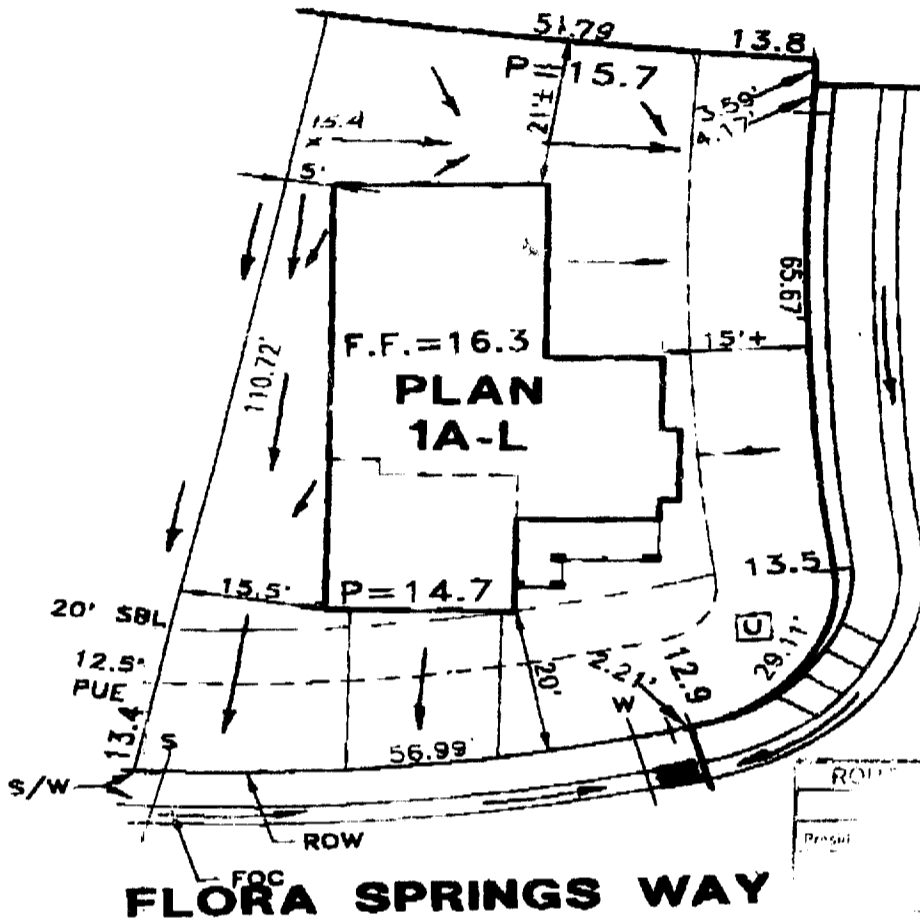 51.79
13.8
P = 15.7
21'±
3.59'
4.17'
15.4
x
5'
65.67'
F.F.=16.3
15'+
PLAN
1A-L
110.72'
13.5
15.5'
P=14.7
20' SBL
U
29.11'
12.5'
PUE
20'
2.21'
12.9
W
13.4
S
56.99'
S/W
ROW
FOC
FLORA SPRINGS WAY